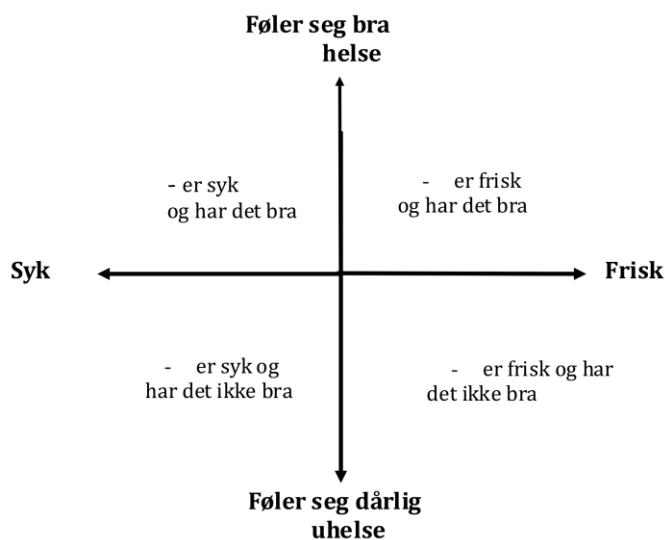 Føler seg bra
helse
- er syk
og har det bra
- er frisk
og har det bra
Syk
Frisk
- er syk og
har det ikke bra
- er frisk og har
det ikke bra
Føler seg dårlig
uhelse